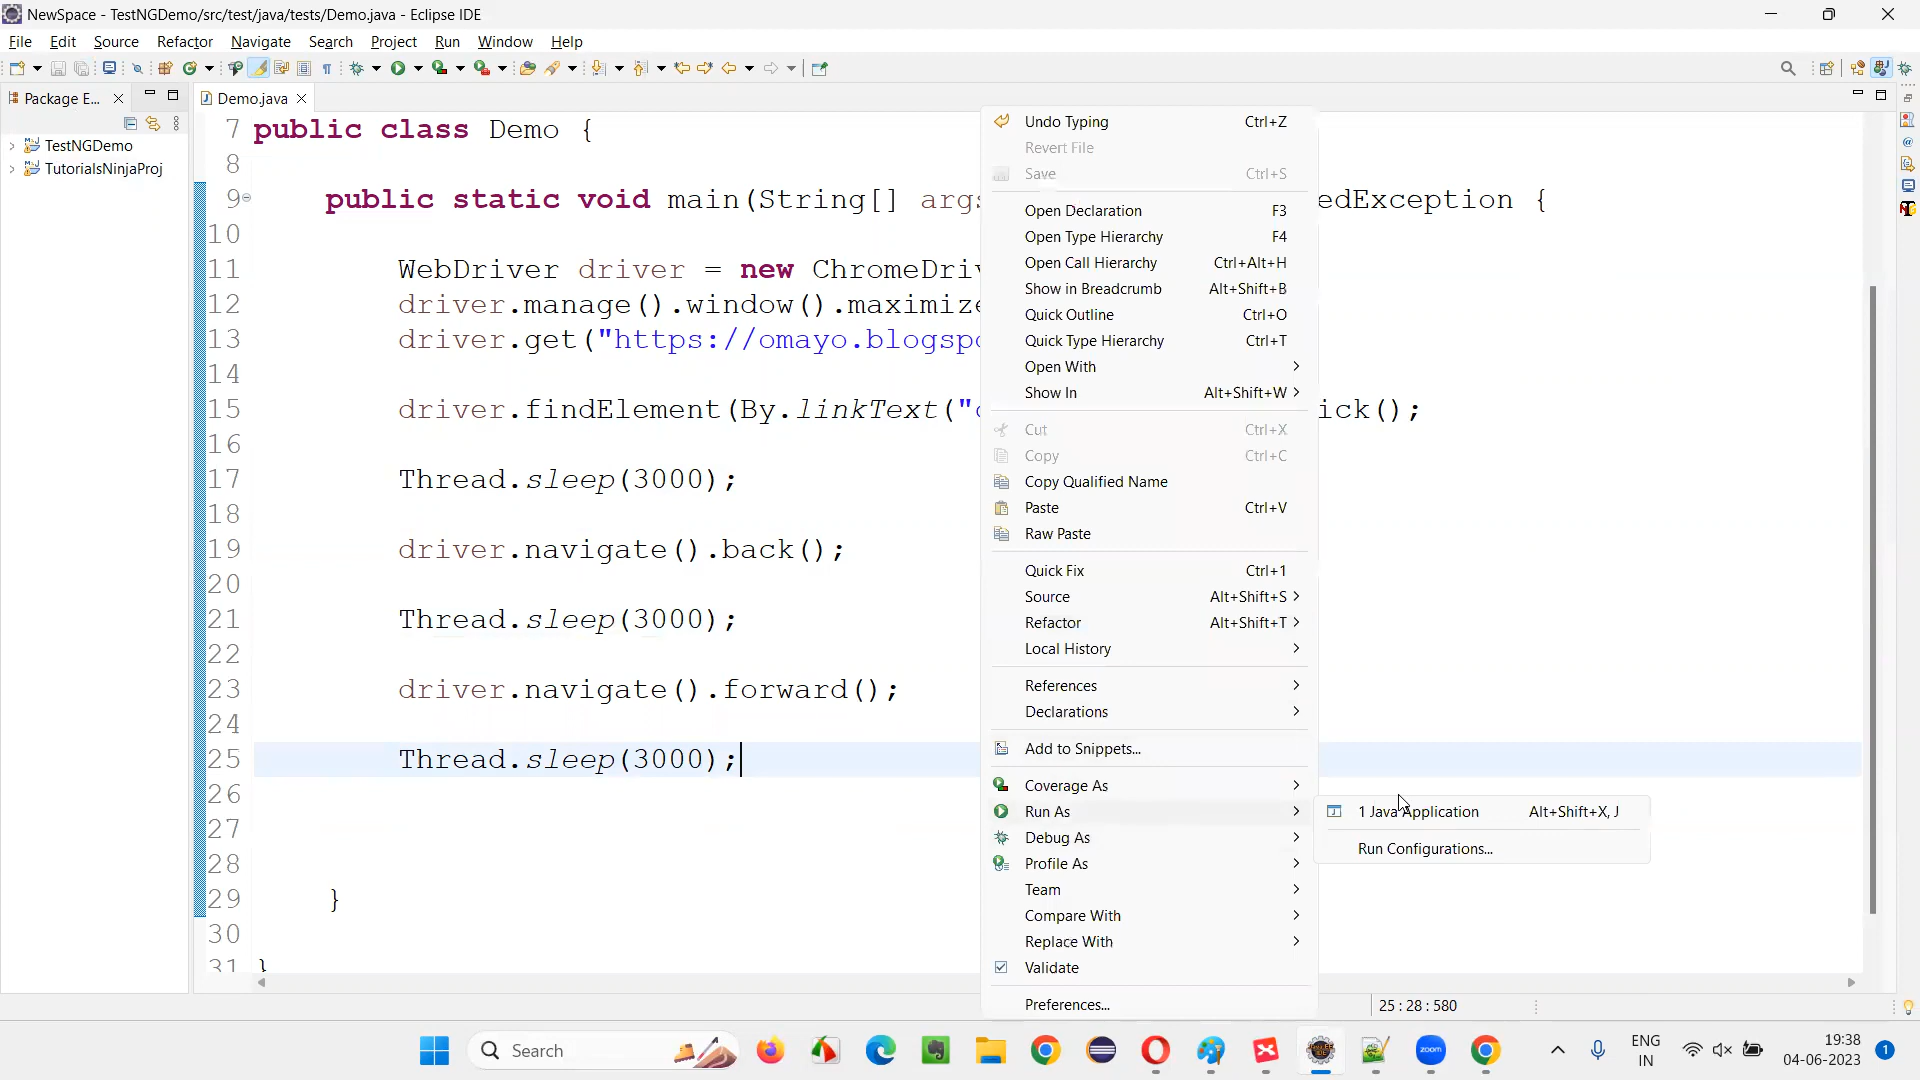 NewSpace - TestNGDemo/src/test/java/tests/Demo.java - Eclipse IDE
File Edit Source Refactor Navigate Search Project Run Window Help
Package E...
Demo.java
TestNGDemo
TutorialsNinjaProj
7 public class Demo {
8
9 public static void main(String[] args edException {
10
11 WebDriver driver = new ChromeDriv
12 driver.manage().window().maximize
13 driver.get("https://omayo.blogspo
14
15 driver.findElement(By.linkText(" ick();
16
17 Thread.sleep(3000);
18
19 driver.navigate().back();
20
21 Thread.sleep(3000);
22
23 driver.navigate().forward();
24
25 Thread.sleep(3000);
26
27
28
29 }
30
31 }
Undo Typing Ctrl+Z
Revert File
Save Ctrl+S
Open Declaration F3
Open Type Hierarchy F4
Open Call Hierarchy Ctrl+Alt+H
Show in Breadcrumb Alt+Shift+B
Quick Outline Ctrl+O
Quick Type Hierarchy Ctrl+T
Open With
Show In Alt+Shift+W
Cut Ctrl+X
Copy Ctrl+C
Copy Qualified Name
Paste Ctrl+V
Raw Paste
Quick Fix Ctrl+1
Source Alt+Shift+S
Refactor Alt+Shift+T
Local History
References
Declarations
Add to Snippets...
Coverage As
Run As
Debug As
Profile As
Team
Compare With
Replace With
Validate
Preferences...
1 Java Application Alt+Shift+X, J
Run Configurations...
25 : 28 : 580
Search
zoom
ENG
IN
19:38
04-06-2023
1